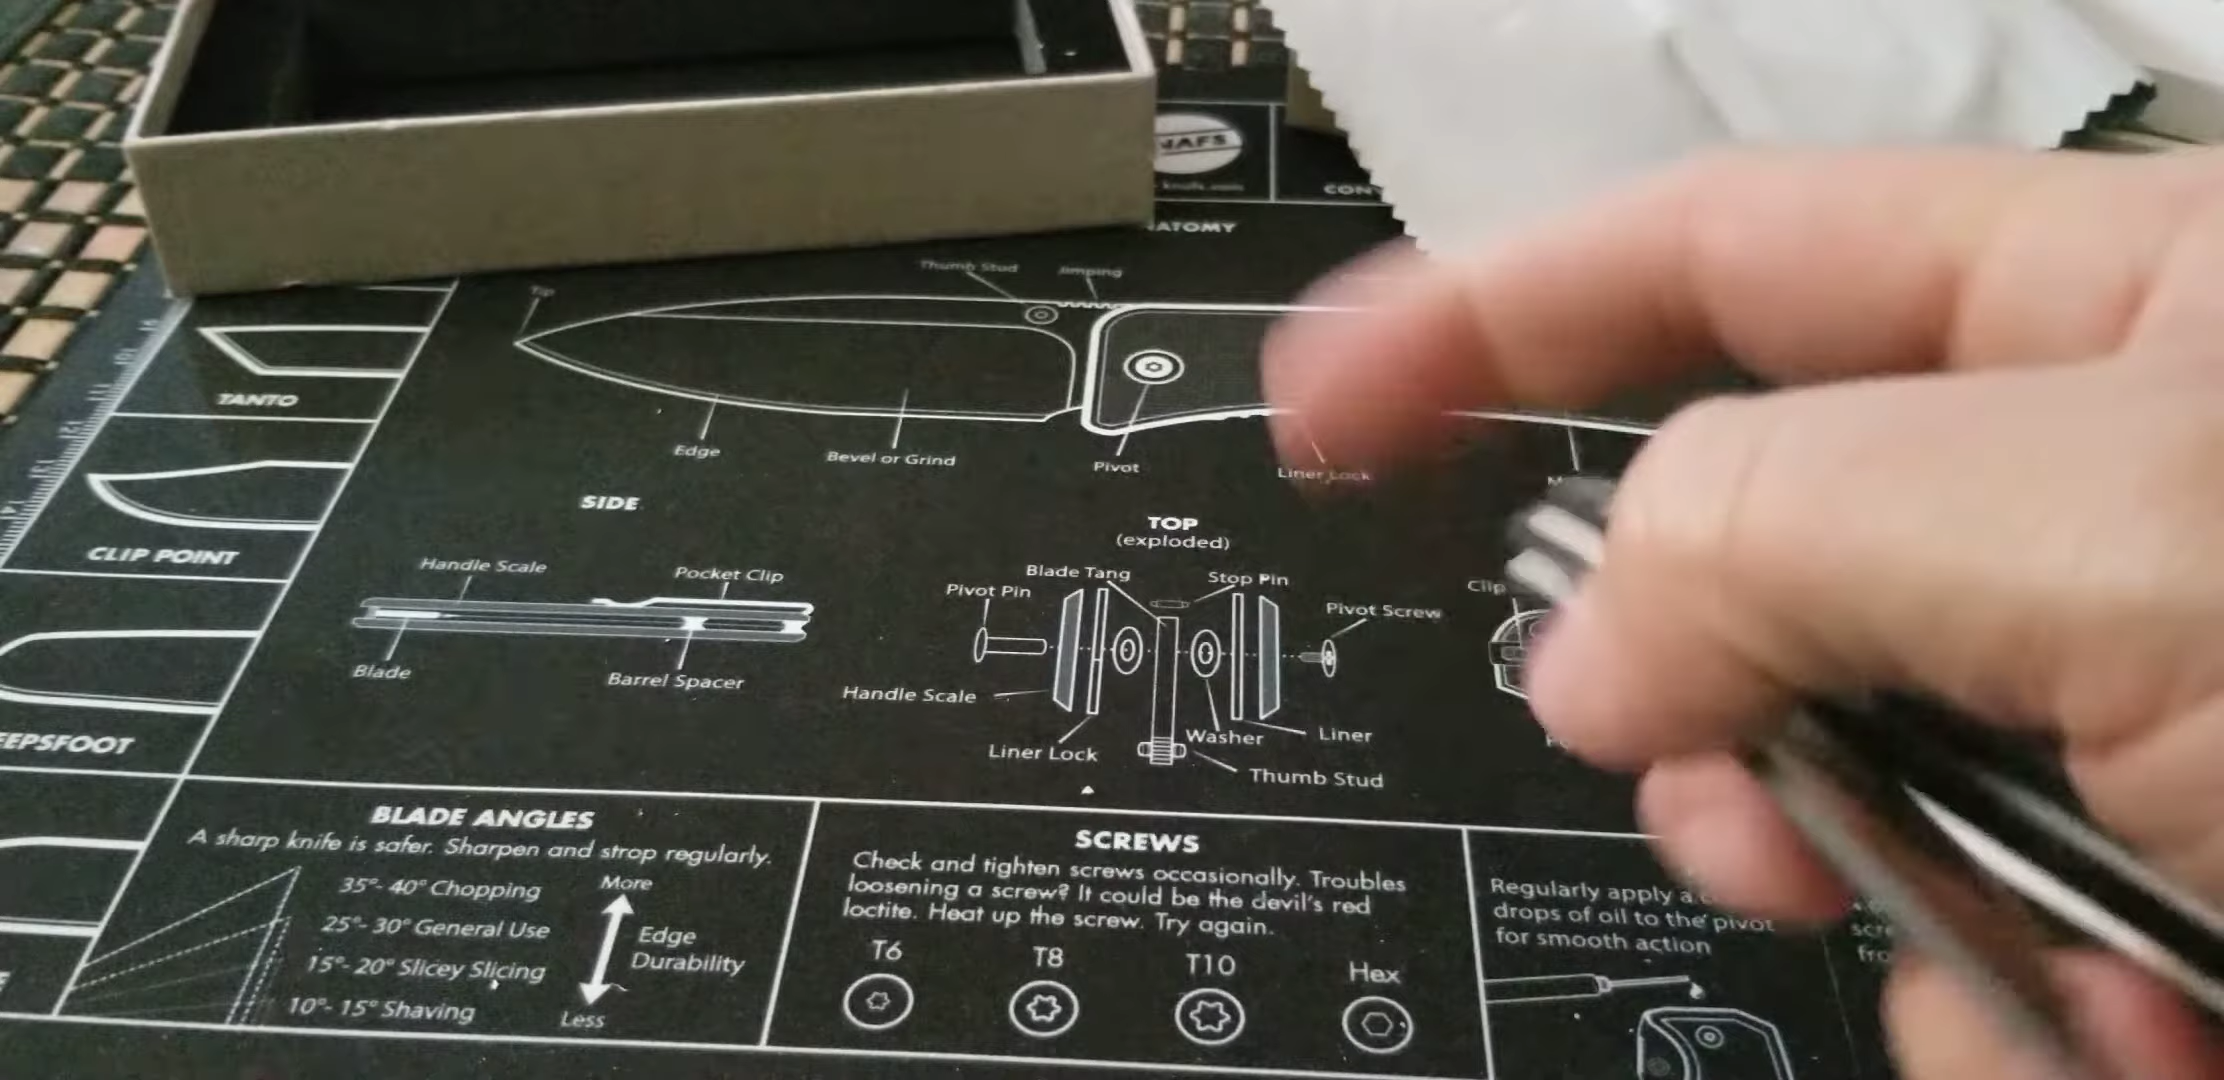 Thumb Stud
Jimping
Tip
TANTO
Edge
Bevel or Grind
Pivot
Liner Lock
SIDE
TOP
(exploded)
CLIP POINT
Handle Scale
Pocket Clip
Blade Tang
Stop Pin
Pivot Pin
Pivot Screw
Clip
Blade
Barrel Spacer
Handle Scale
Liner Lock
Washer
Liner
Thumb Stud
EEPSFOOT
BLADE ANGLES
A sharp knife is safer. Sharpen and strop regularly.
35°- 40° Chopping
25°- 30° General Use
15°- 20° Slicey Slicing
10°- 15° Shaving
More
Edge
Durability
Less
SCREWS
Check and tighten screws occasionally. Troubles
loosening a screw? It could be the devil's red
loctite. Heat up the screw. Try again.
T6
T8
T10
Hex
Regularly apply a
drops of oil to the pivot
for smooth action